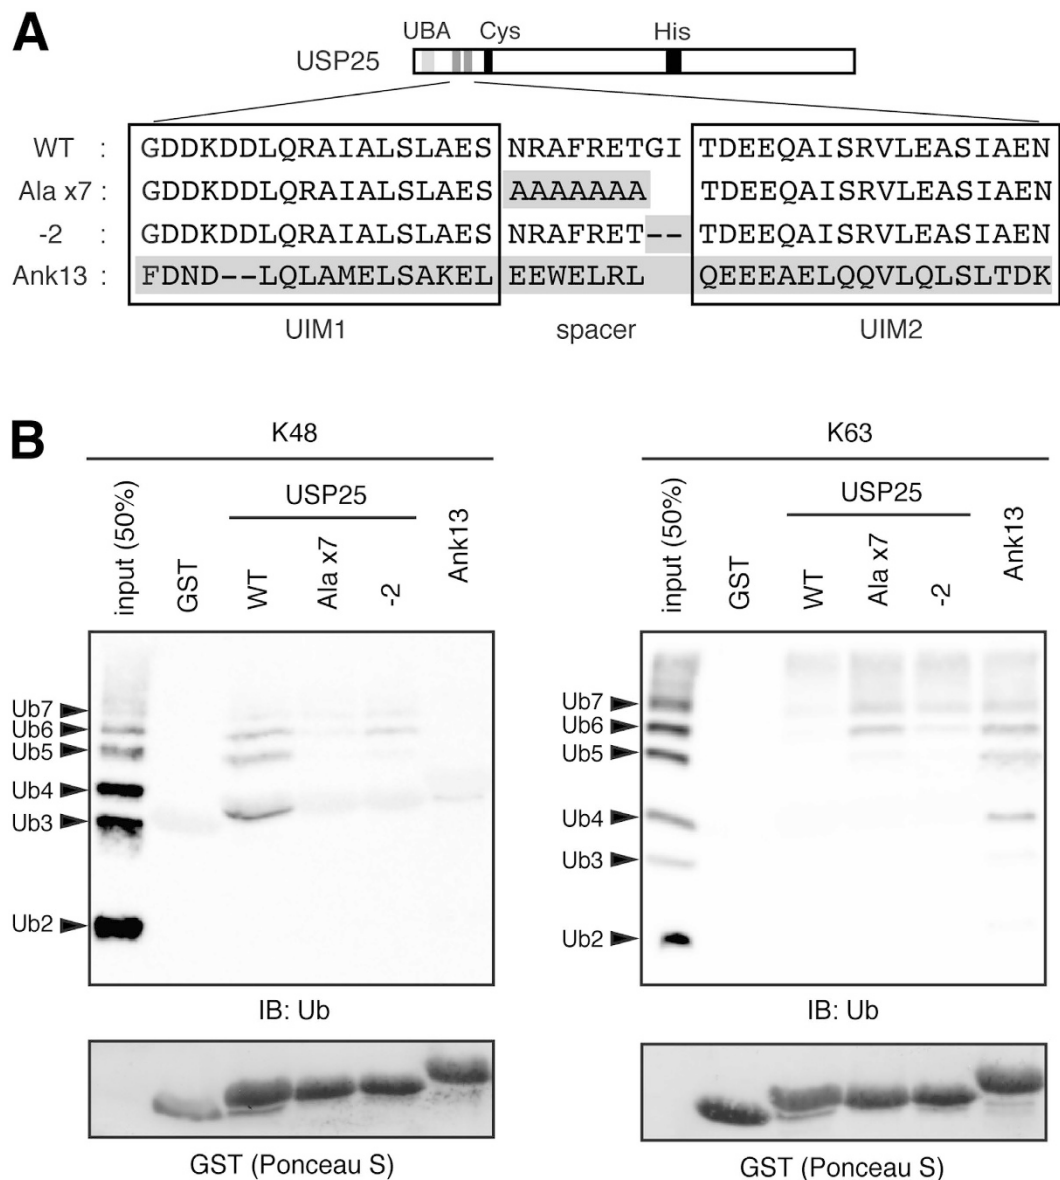 A
UBA Cys His
USP25
WT : GDDKDDLQRAIALSLAES NRAFRETGI TDEEQAISRVLEASIAEN
Ala x7 : GDDKDDLQRAIALSLAES AAAAAAA TDEEQAISRVLEASIAEN
-2 : GDDKDDLQRAIALSLAES NRAFRET-- TDEEQAISRVLEASIAEN
Ank13 : FDND--LQLAMELSAKEL EEWELRL QEEEAELQQVLQLSLTDK
UIM1 spacer UIM2
B
K48
USP25
input (50%) GST WT Ala x7 -2 Ank13
Ub7
Ub6
Ub5
Ub4
Ub3
Ub2
IB: Ub
GST (Ponceau S)
K63
USP25
input (50%) GST WT Ala x7 -2 Ank13
Ub7
Ub6
Ub5
Ub4
Ub3
Ub2
IB: Ub
GST (Ponceau S)